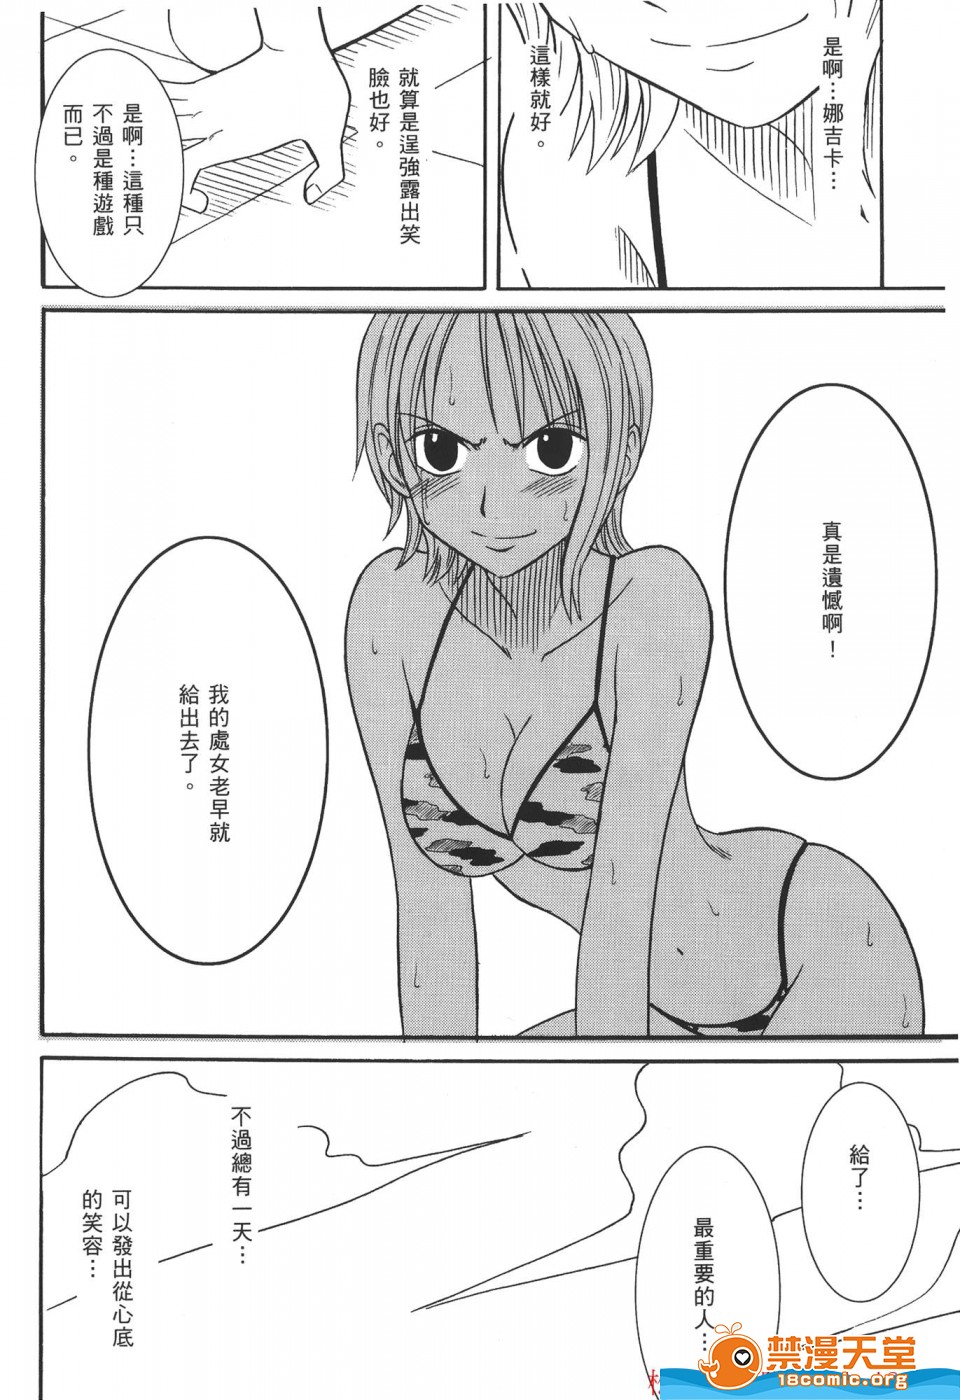 是啊…娜吉卡…
這樣就好。
就算是逞強露出笑
臉也好。
是啊…這種只
不過是種遊戲
而已。
真是遺憾啊！
我的處女老早就
給出去了。
給了…
最重要的人…
不過總有一天…
可以發出從心底
的笑容…
禁漫天堂
18comic.org